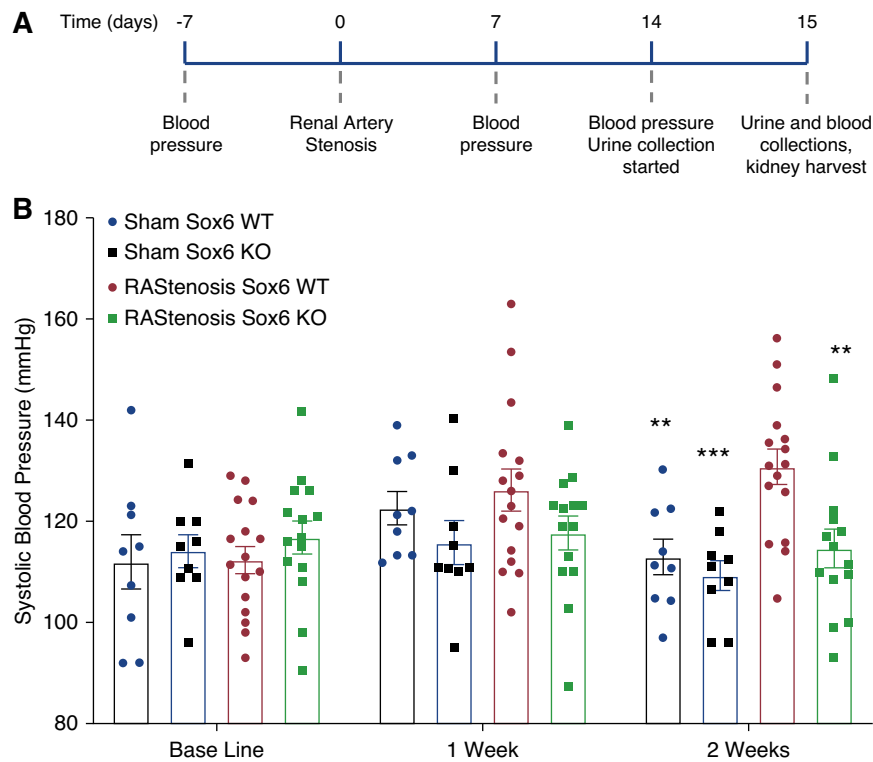 A
Time (days) -7 0 7 14 15
Blood pressure
Renal Artery Stenosis
Blood pressure
Blood pressure Urine collection started
Urine and blood collections, kidney harvest
B
Sham Sox6 WT
Sham Sox6 KO
RAStenosis Sox6 WT
RAStenosis Sox6 KO
Systolic Blood Pressure (mmHg)
180
160
140
120
100
80
**
***
**
Base Line 1 Week 2 Weeks